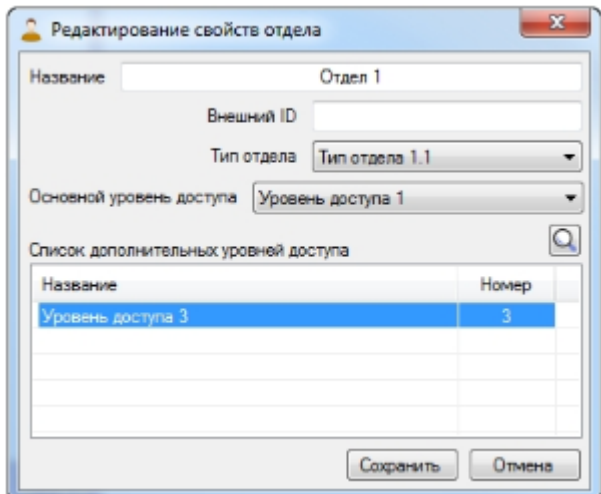 Редактирование свойств отдела
Название Отдел 1
Внешний ID
Тип отдела Тип отдела 1.1
Основной уровень доступа Уровень доступа 1
Список дополнительных уровней доступа
Название Номер
Уровень доступа 3 3
Сохранить Отмена